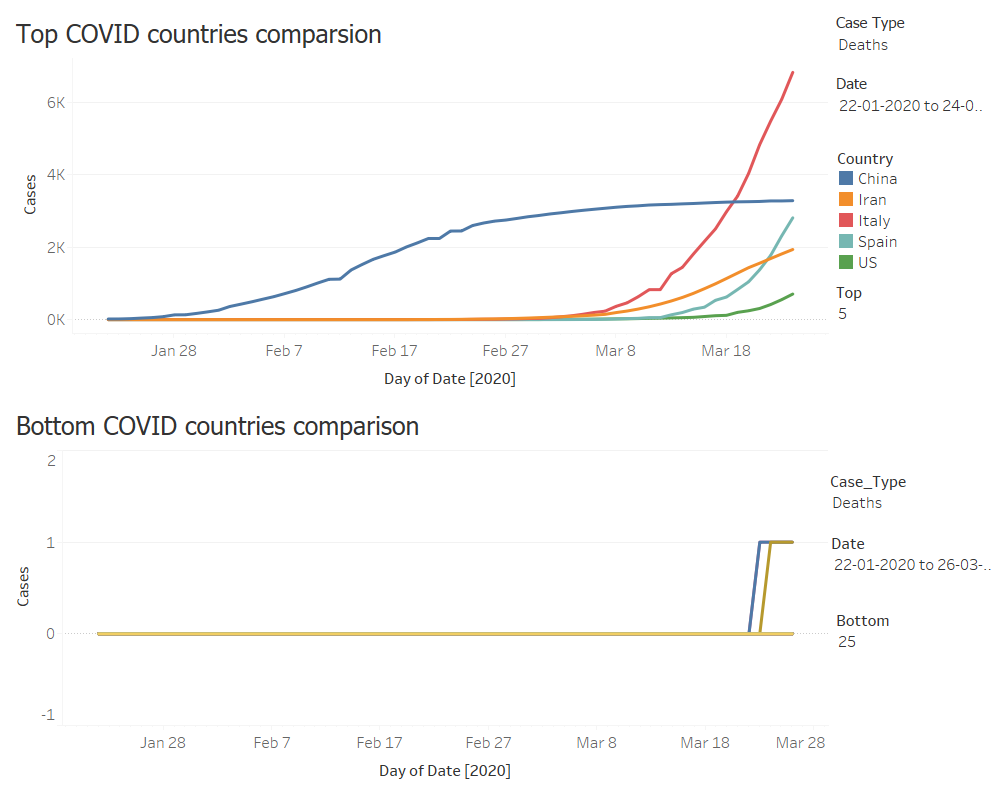 Top COVID countries comparsion
6K
4K
2K
0K
Cases
Jan 28
Feb 7
Feb 17
Feb 27
Mar 8
Mar 18
Day of Date [2020]
Case Type
Deaths
Date
22-01-2020 to 24-0..
Country
China
Iran
Italy
Spain
US
Top
5
Bottom COVID countries comparison
2
1
0
-1
Cases
Jan 28
Feb 7
Feb 17
Feb 27
Mar 8
Mar 18
Mar 28
Day of Date [2020]
Case_Type
Deaths
Date
22-01-2020 to 26-03-..
Bottom
25